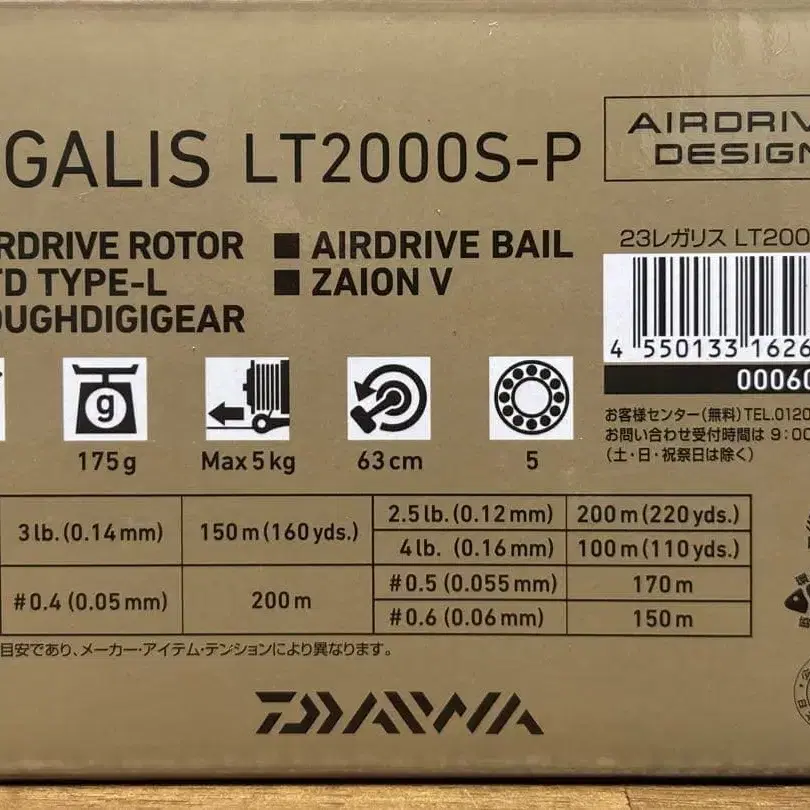 GALIS LT2000S-P
AIRDRIV
DESIGN
RDRIVE ROTOR ■ AIRDRIVE BAIL
TD TYPE-L ■ ZAION V
OUGHDIGIGEAR
23レガリス LT200
4 550133 1626
00060
お客様センター(無料)TEL.0120
お問い合わせ受付時間は 9:00
(土・日・祝祭日は除く)
g
175g Max5kg 63cm 5
3lb.(0.14mm) 150m(160yds.) 2.5lb.(0.12mm) 200m(220yds.)
4lb. (0.16mm) 100m(110yds.)
#0.4(0.05mm) 200m #0.5(0.055mm) 170m
#0.6(0.06mm) 150m
目安であり、メーカー・アイテム・テンションにより異なります。
DAIWA